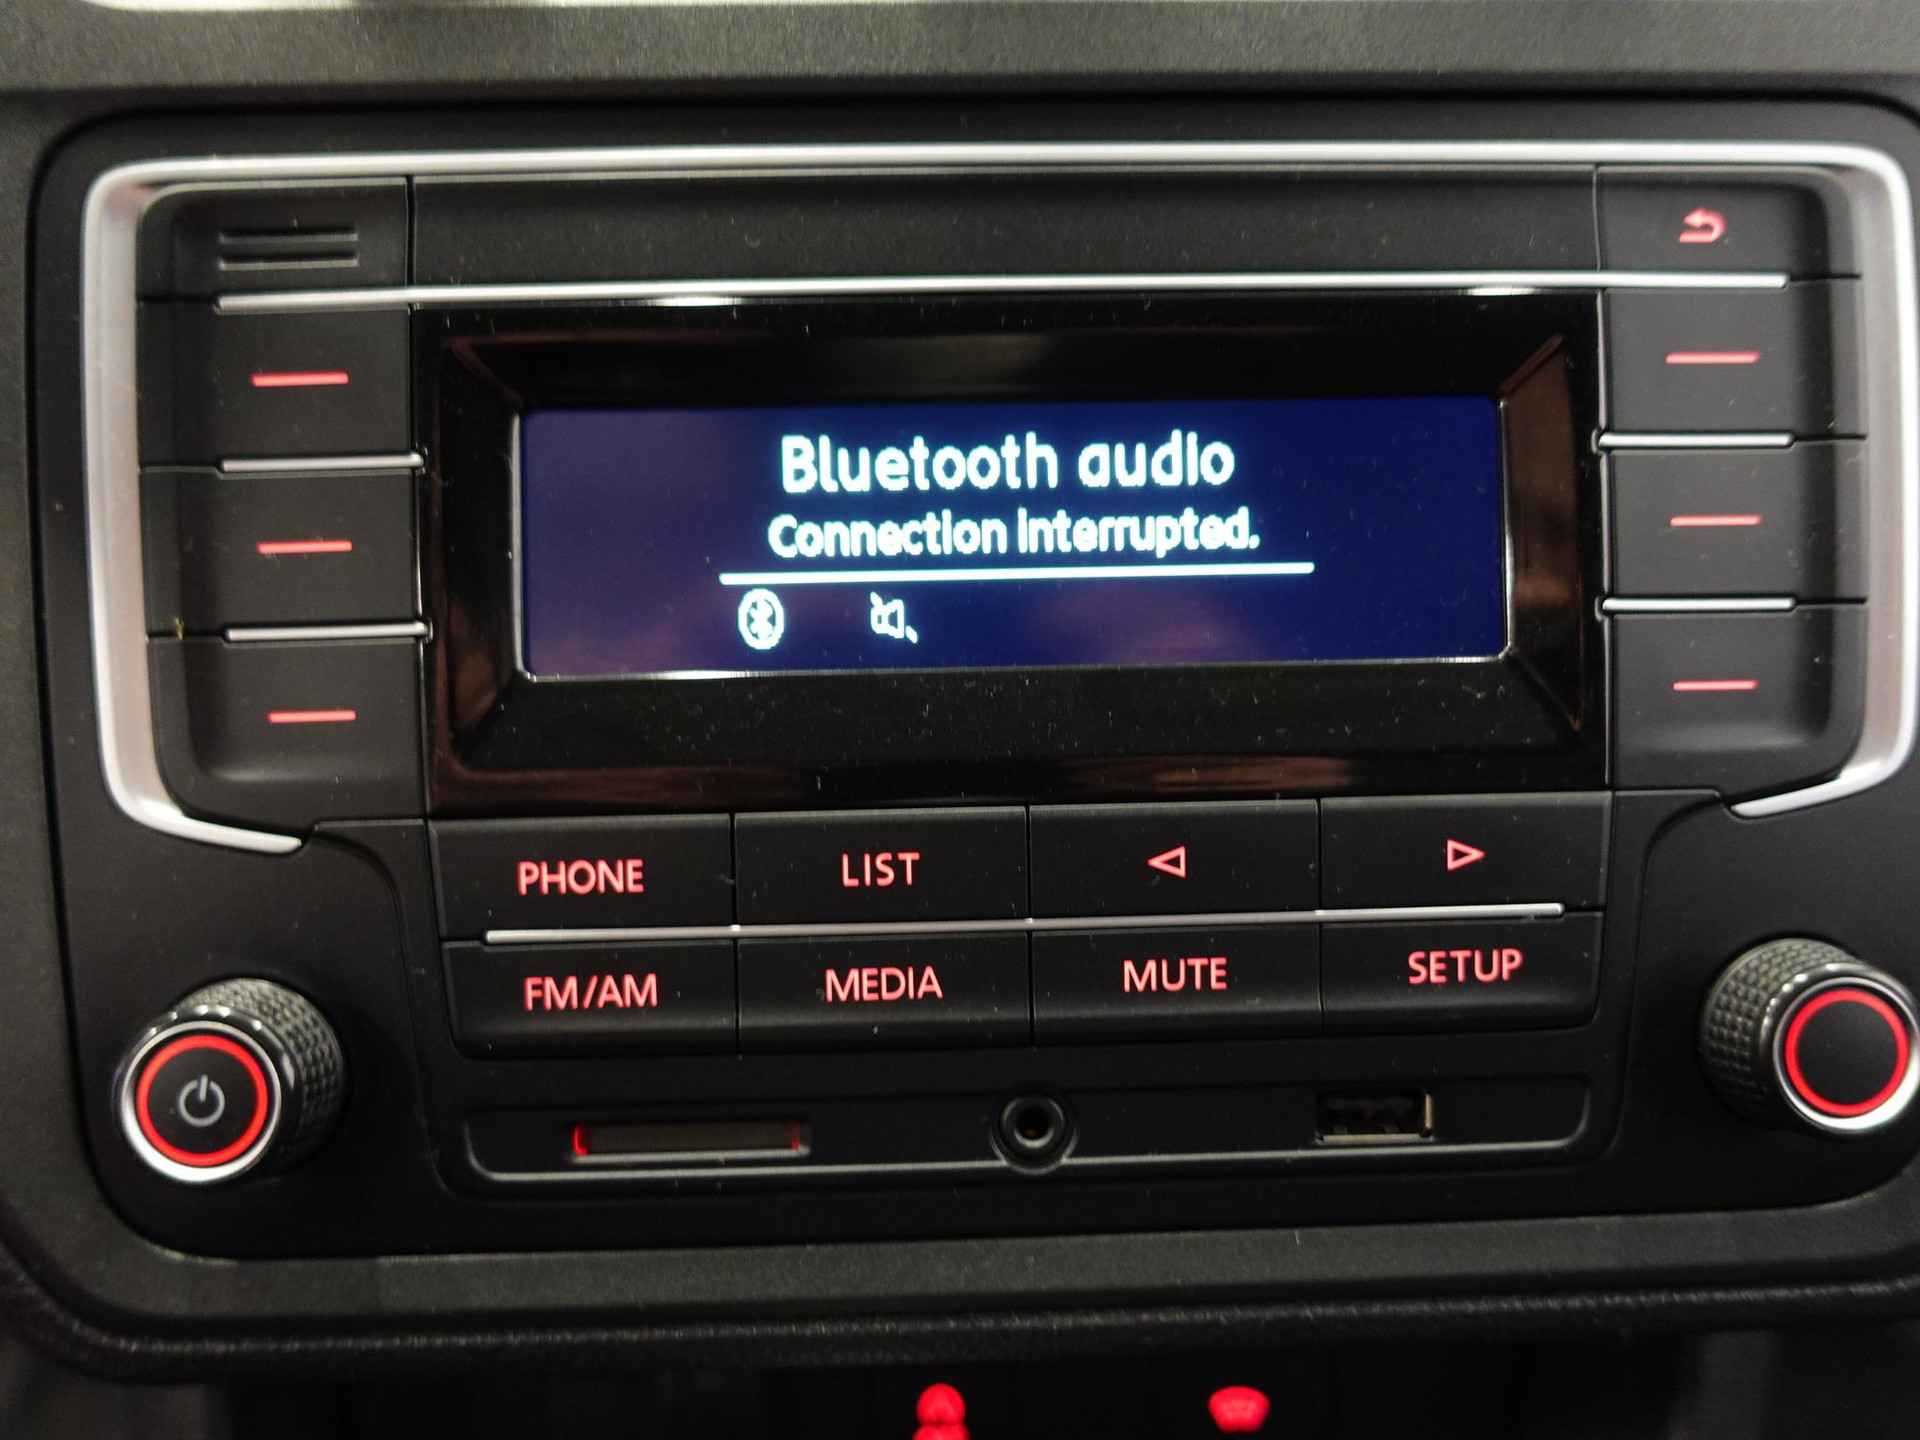 Bluetooth audio
Connection interrupted.
PHONE
LIST
FM/AM
MEDIA
MUTE
SETUP